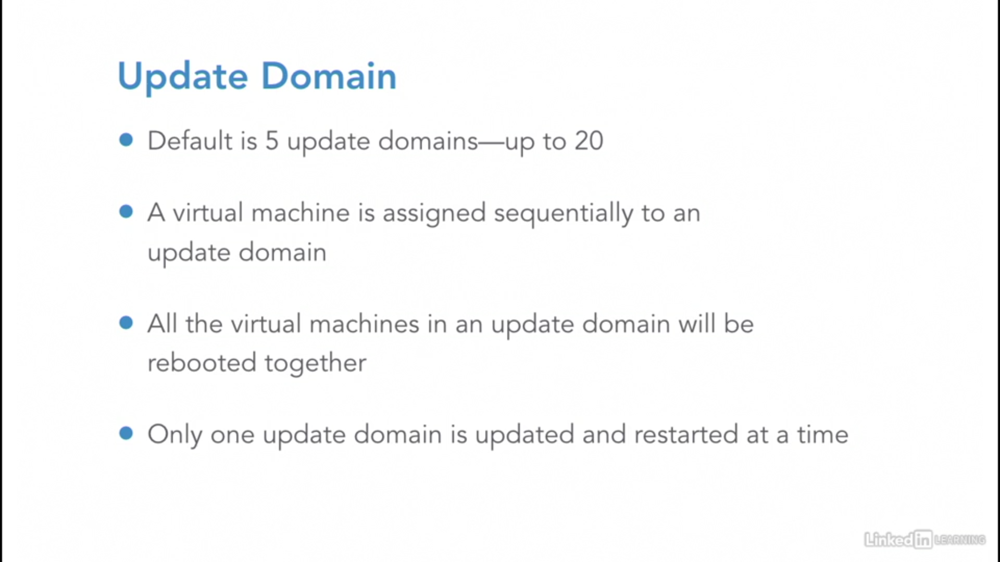 Update Domain
Default is 5 update domains—up to 20
A virtual machine is assigned sequentially to an
update domain
All the virtual machines in an update domain will be
rebooted together
Only one update domain is updated and restarted at a time
Linked in LEARNING